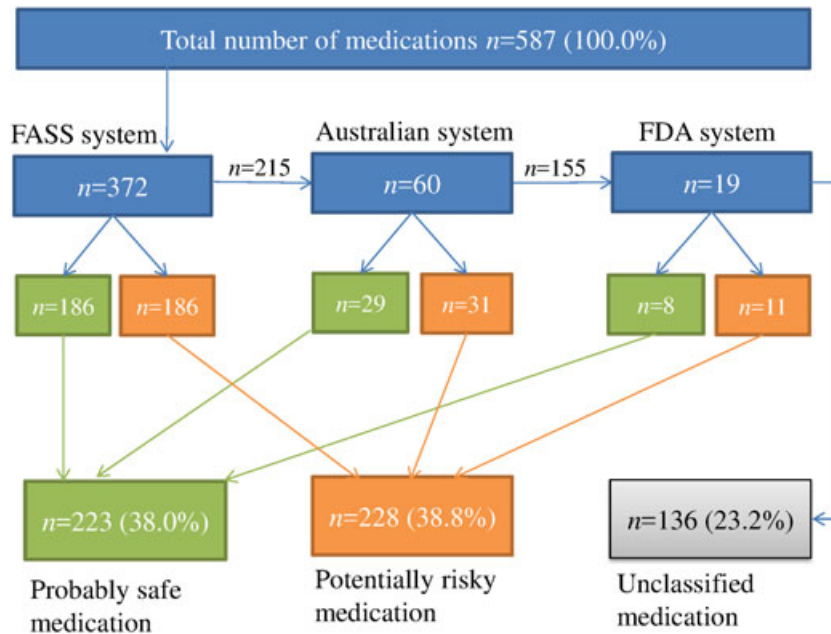 Total number of medications n=587 (100.0%)
FASS system
Australian system
FDA system
n=372
n=215
n=60
n=155
n=19
n=186
n=186
n=29
n=31
n=8
n=11
n=223 (38.0%)
n=228 (38.8%)
n=136 (23.2%)
Probably safe
medication
Potentially risky
medication
Unclassified
medication